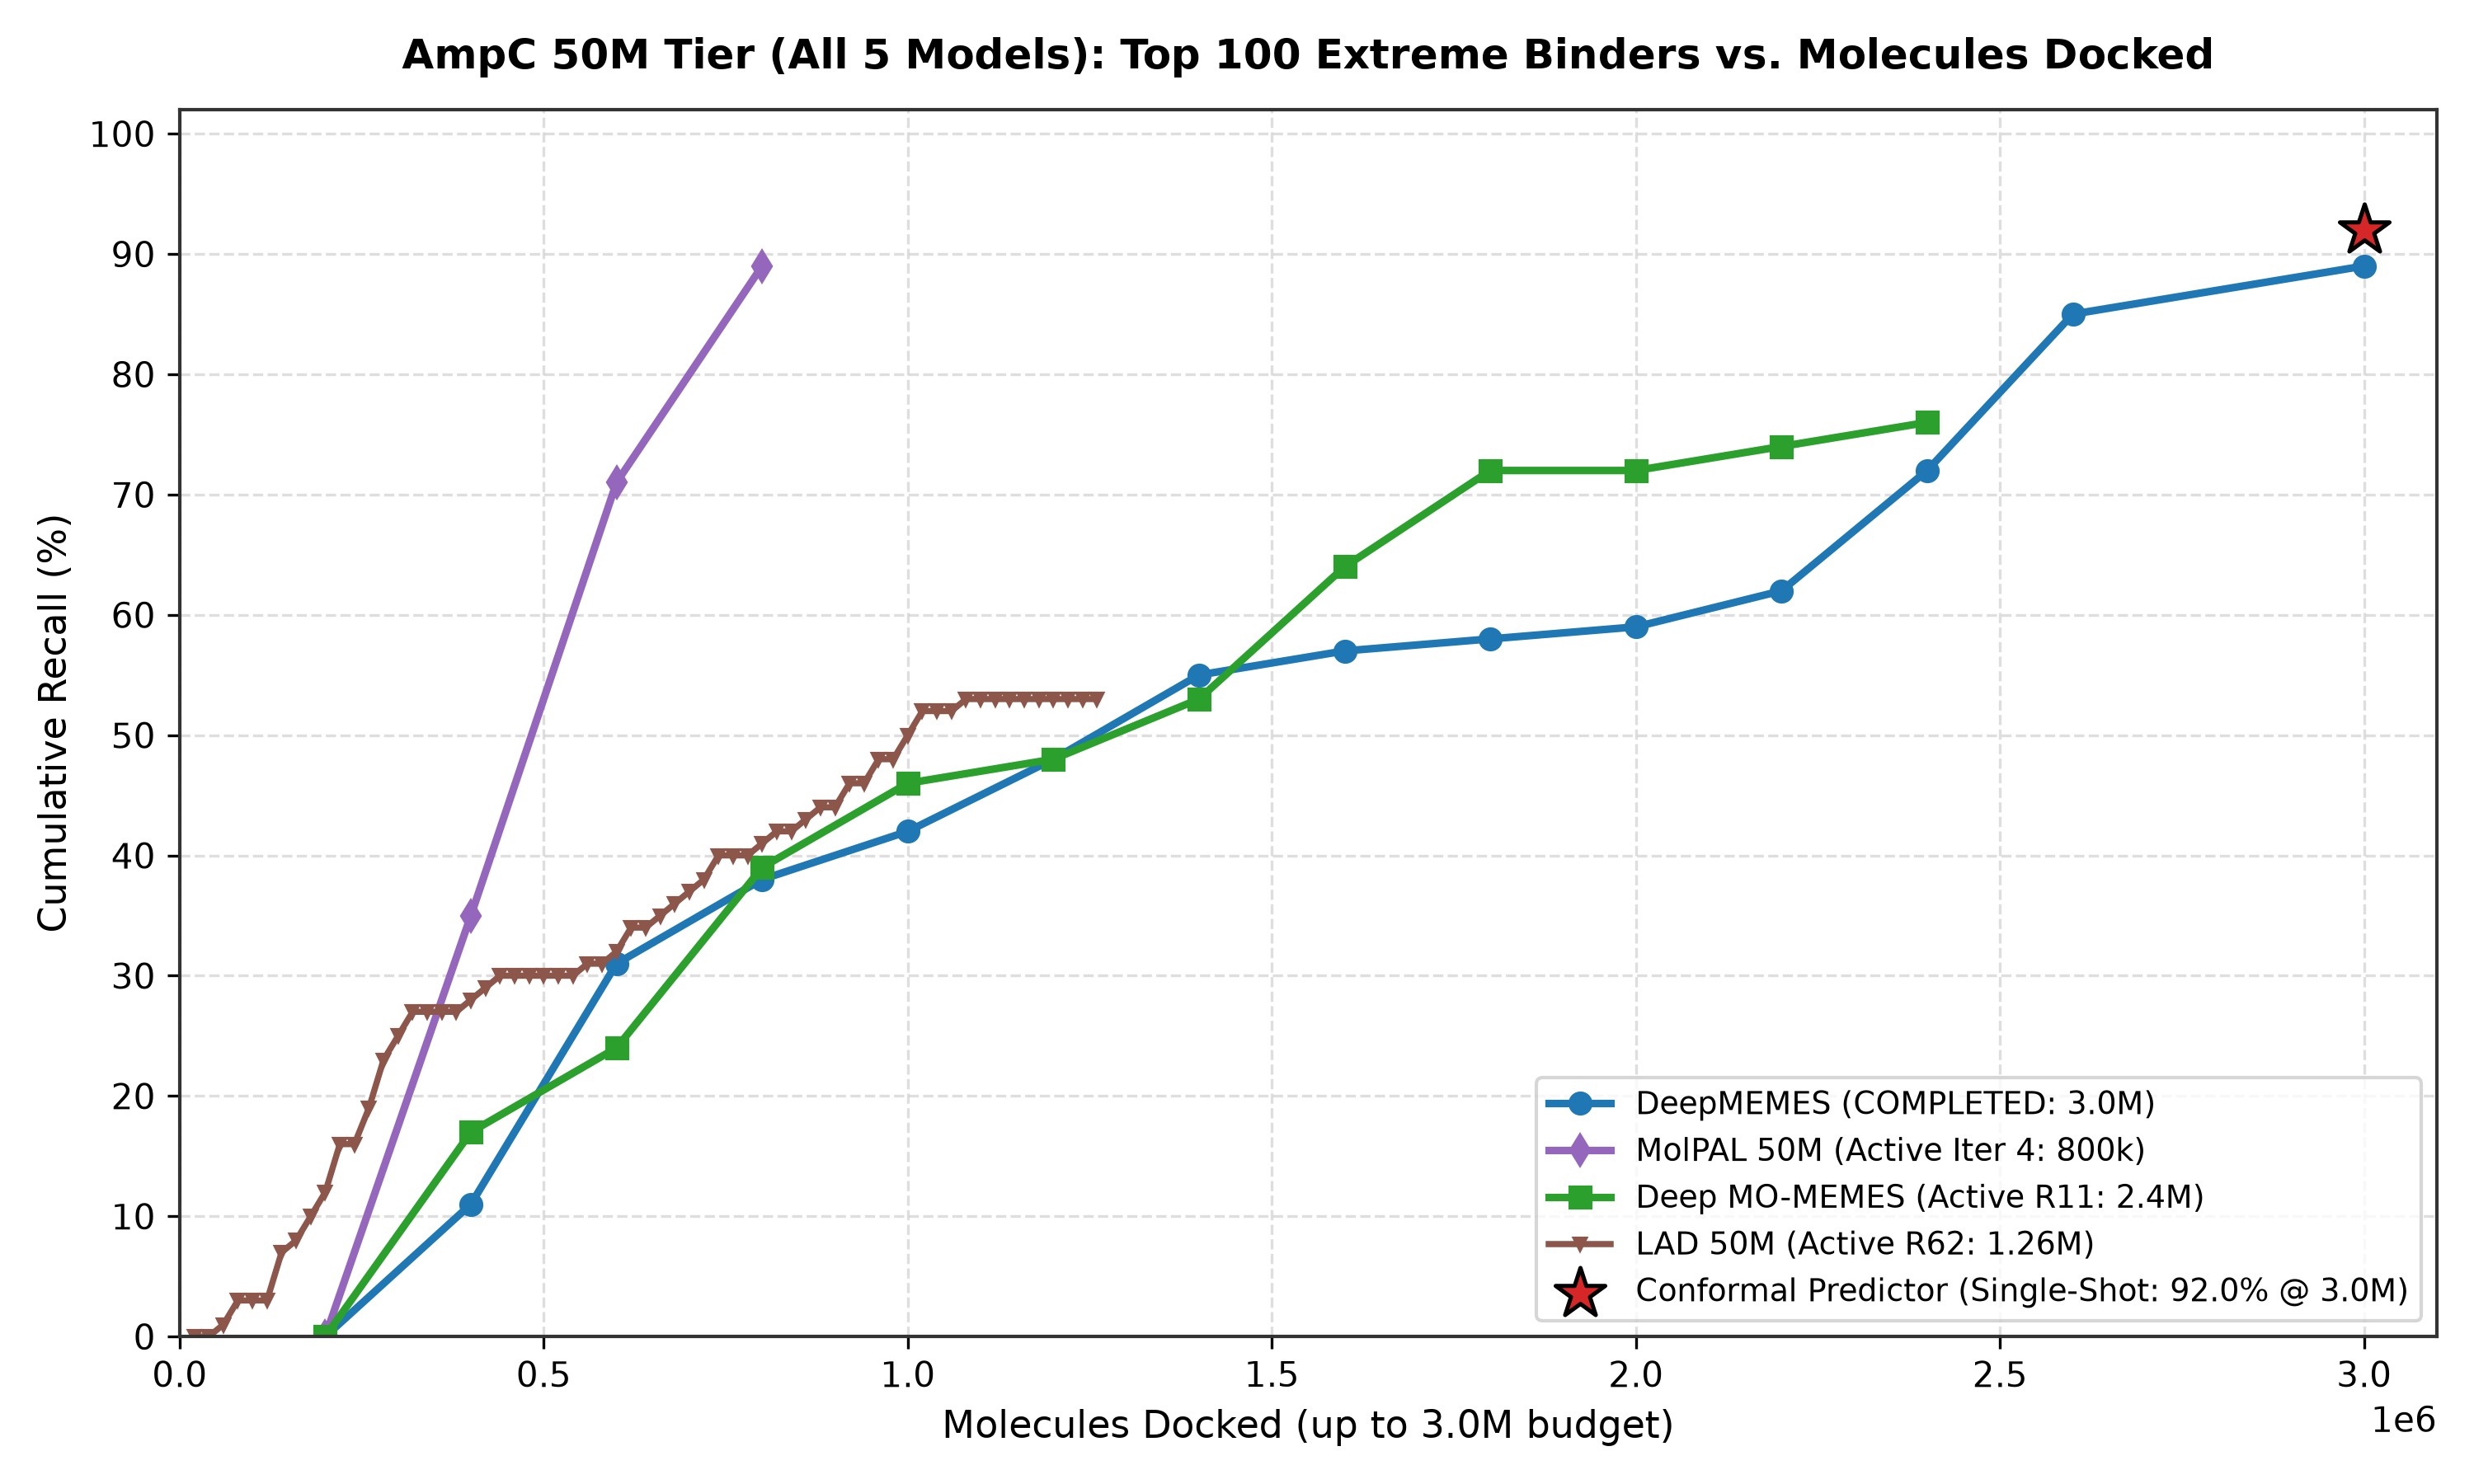 AmpC 50M Tier (All 5 Models): Top 100 Extreme Binders vs. Molecules Docked
Cumulative Recall (%)
100
90
80
70
60
50
40
30
20
10
0
DeepMEMES (COMPLETED: 3.0M)
MolPAL 50M (Active Iter 4: 800k)
Deep MO-MEMES (Active R11: 2.4M)
LAD 50M (Active R62: 1.26M)
Conformal Predictor (Single-Shot: 92.0% @ 3.0M)
0.0 0.5 1.0 1.5 2.0 2.5 3.0
1e6
Molecules Docked (up to 3.0M budget)